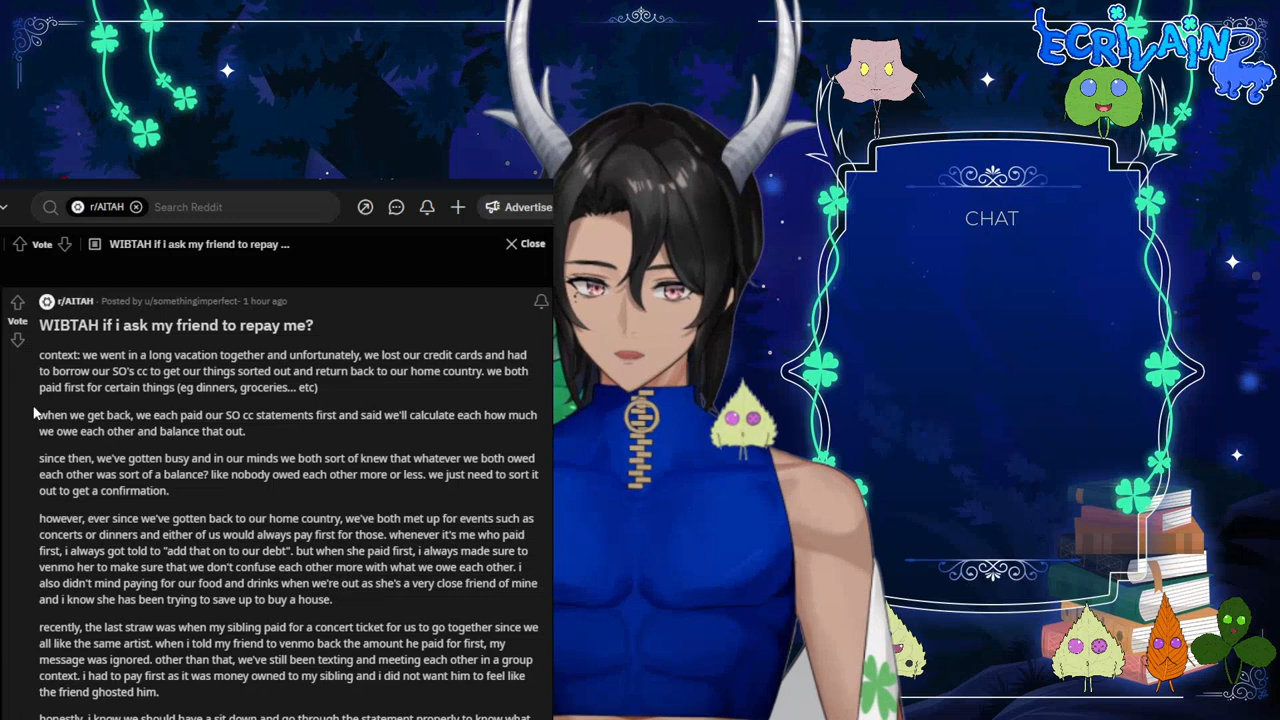 ECRIVAIN
r/AITAH
Search Reddit
Advertise
Vote
WIBTAH if i ask my friend to repay ...
Close
r/AITAH · Posted by u/somethingimperfect- 1 hour ago
Vote
WIBTAH if i ask my friend to repay me?
context: we went in a long vacation together and unfortunately, we lost our credit cards and had
to borrow our SO's cc to get our things sorted out and return back to our home country. we both
paid first for certain things (eg dinners, groceries... etc)
when we get back, we each paid our SO cc statements first and said we'll calculate each how much
we owe each other and balance that out.
since then, we've gotten busy and in our minds we both sort of knew that whatever we both owed
each other was sort of a balance? like nobody owed each other more or less. we just need to sort it
out to get a confirmation.
however, ever since we've gotten back to our home country, we've both met up for events such as
concerts or dinners and either of us would always pay first for those. whenever it's me who paid
first, i always got told to "add that on to our debt". but when she paid first, i always made sure to
venmo her to make sure that we don't confuse each other more with what we owe each other. i
also didn't mind paying for our food and drinks when we're out as she's a very close friend of mine
and i know she has been trying to save up to buy a house.
recently, the last straw was when my sibling paid for a concert ticket for us to go together since we
all like the same artist. when i told my friend to venmo back the amount he paid for first, my
message was ignored. other than that, we've still been texting and meeting each other in a group
context. i had to pay first as it was money owned to my sibling and i did not want him to feel like
the friend ghosted him.
honestly, i know we should have a sit down and go through the statement properly to know what
CHAT